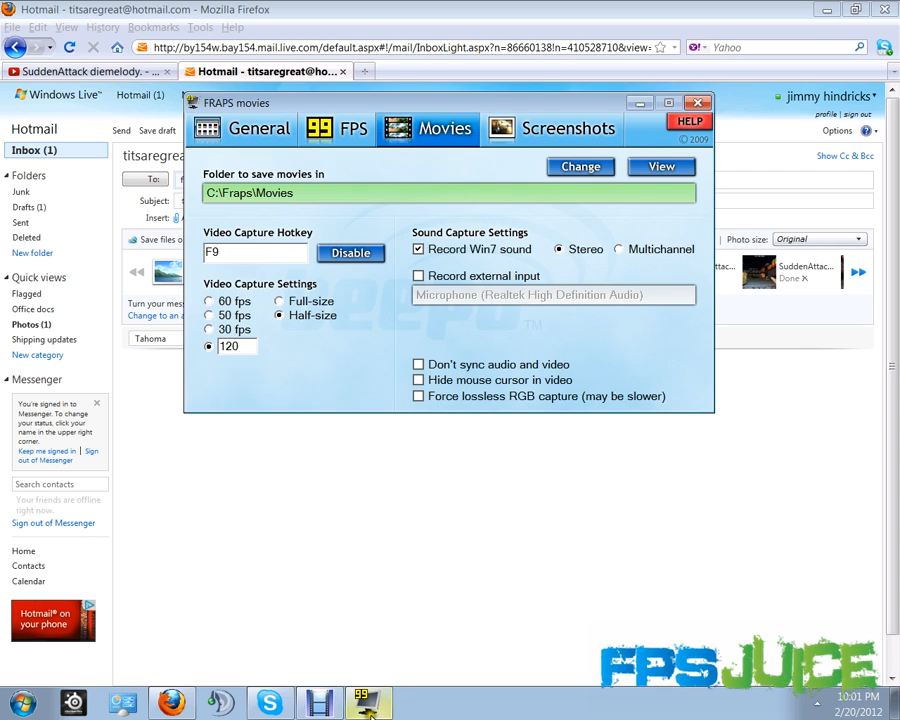 Hotmail - titsaregreat@hotmail.com - Mozilla Firefox
File Edit View History Bookmarks Tools Help
http://by154w.bay154.mail.live.com/default.aspx#!/mail/InboxLight.aspx?n=86660138!n=410528710&view=
Yahoo
SuddenAttack diemelody. - ...
Hotmail - titsaregreat@ho...
Windows Live™ Hotmail (1)
jimmy hindricks
profile | sign out
Hotmail
Send Save draft
Options
Inbox (1)
Folders
Junk
Drafts (1)
Sent
Deleted
New folder
Quick views
Flagged
Office docs
Photos (1)
Shipping updates
New category
Messenger
You're signed in to
Messenger. To change
your status, click your
name in the upper right
corner.
Keep me signed in | Sign
out of Messenger
Search contacts
Your friends are offline
right now.
Sign out of Messenger
Home
Contacts
Calendar
Hotmail® on
your phone
titsaregrea
To:
Subject:
Insert:
Save files o
Turn your mess
Change to an a
Tahoma
Show Cc & Bcc
Photo size: Original
ttac...
SuddenAttac...
Done
FRAPS movies
General
99 FPS
Movies
Screenshots
HELP
© 2009
Folder to save movies in
Change
View
C:\Fraps\Movies
Video Capture Hotkey
F9
Disable
Video Capture Settings
60 fps
Full-size
50 fps
Half-size
30 fps
120
Sound Capture Settings
Record Win7 sound
Stereo
Multichannel
Record external input
Microphone (Realtek High Definition Audio)
Don't sync audio and video
Hide mouse cursor in video
Force lossless RGB capture (may be slower)
beepa™
FPSJUICE
99
10:01 PM
2/20/2012